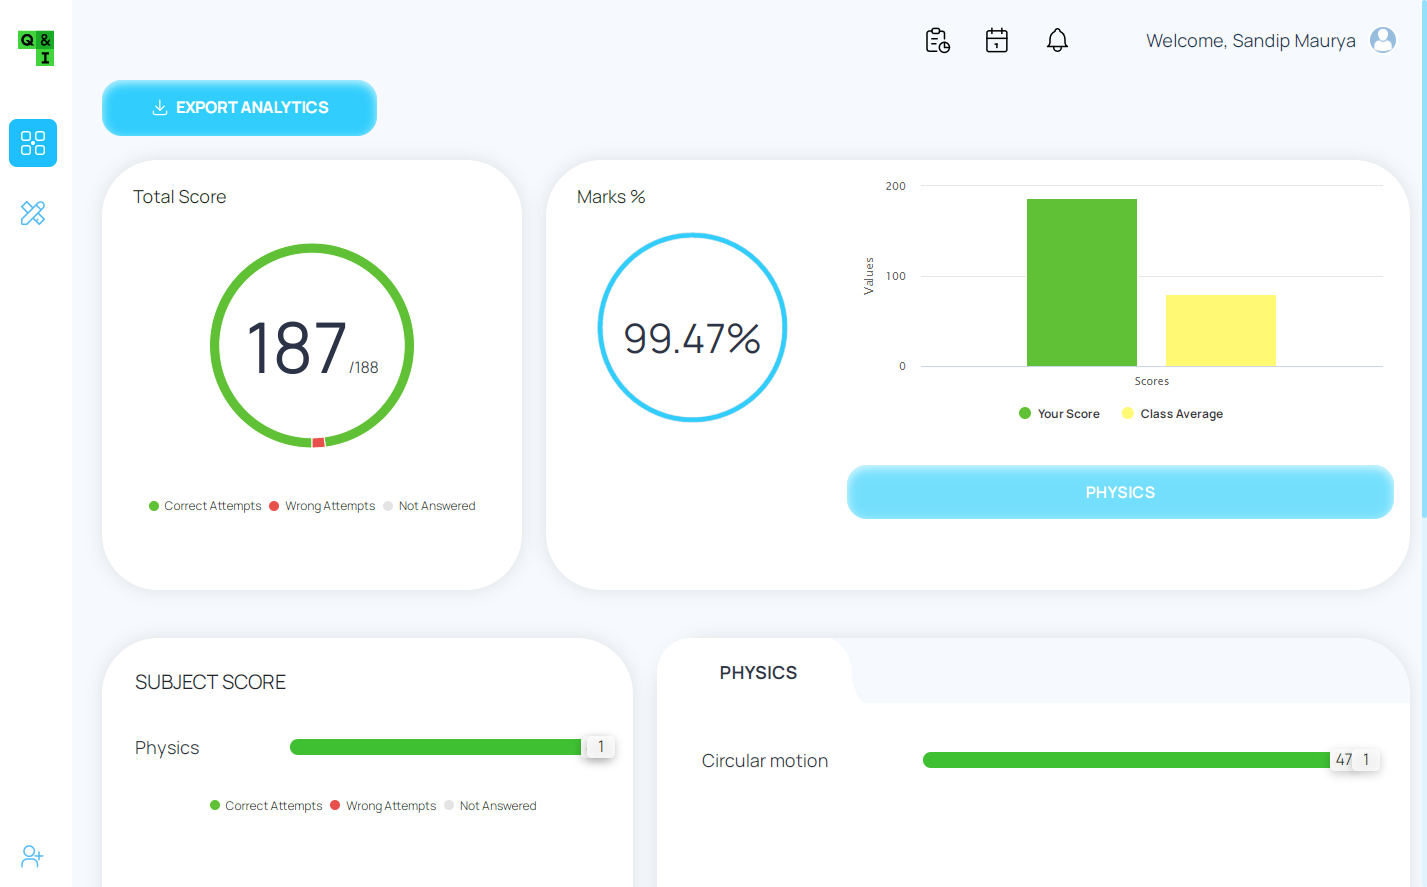 Q &
I
Welcome, Sandip Maurya
EXPORT ANALYTICS
Total Score
187/188
Correct Attempts Wrong Attempts Not Answered
Marks %
99.47%
200
100
0
Values
Scores
Your Score Class Average
PHYSICS
SUBJECT SCORE
Physics 1
Correct Attempts Wrong Attempts Not Answered
PHYSICS
Circular motion 47 1